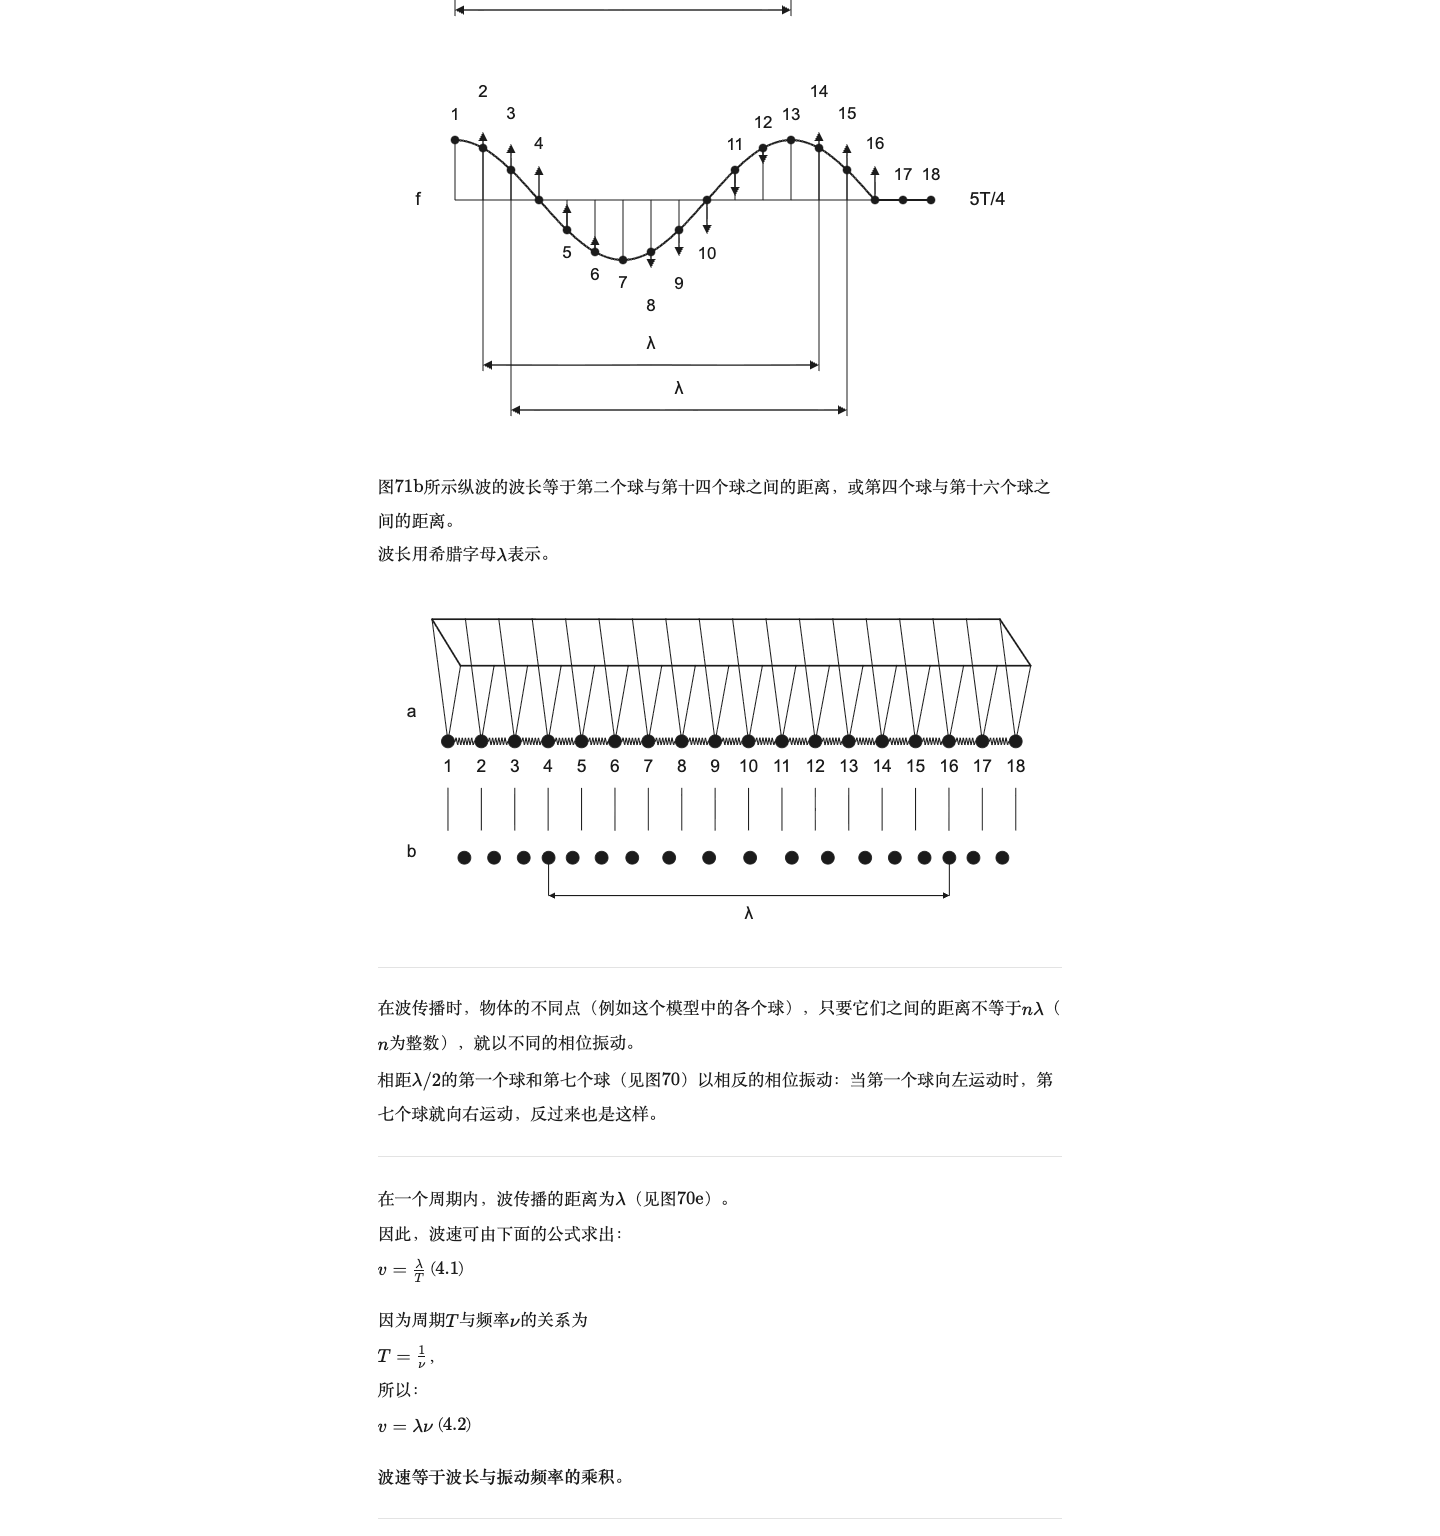 2
1
3
4
5
6
7
8
9
10
11
12
13
14
15
16
17
18
f
5T/4
λ
λ
图71b所示纵波的波长等于第二个球与第十四个球之间的距离，或第四个球与第十六个球之
间的距离。
波长用希腊字母λ表示。
a
1 2 3 4 5 6 7 8 9 10 11 12 13 14 15 16 17 18
b
λ
在波传播时，物体的不同点（例如这个模型中的各个球），只要它们之间的距离不等于nλ（
n为整数），就以不同的相位振动。
相距λ/2的第一个球和第七个球（见图70）以相反的相位振动：当第一个球向左运动时，第
七个球就向右运动，反过来也是这样。
在一个周期内，波传播的距离为λ（见图70e）。
因此，波速可由下面的公式求出：
v = λ/T (4.1)
因为周期T与频率ν的关系为
T = 1/ν ,
所以：
v = λν (4.2)
波速等于波长与振动频率的乘积。